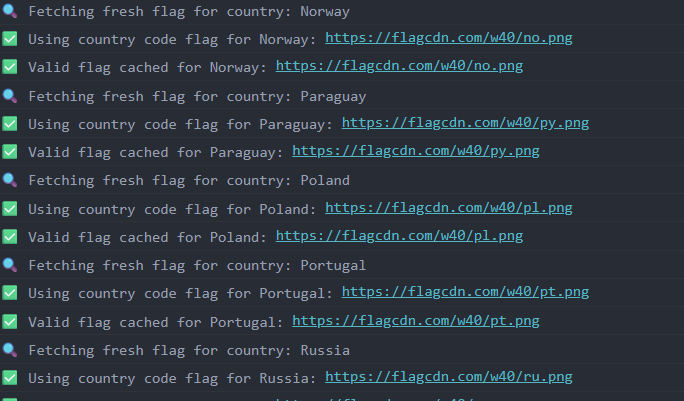 🔍 Fetching fresh flag for country: Norway
✅ Using country code flag for Norway: https://flagcdn.com/w40/no.png
✅ Valid flag cached for Norway: https://flagcdn.com/w40/no.png
🔍 Fetching fresh flag for country: Paraguay
✅ Using country code flag for Paraguay: https://flagcdn.com/w40/py.png
✅ Valid flag cached for Paraguay: https://flagcdn.com/w40/py.png
🔍 Fetching fresh flag for country: Poland
✅ Using country code flag for Poland: https://flagcdn.com/w40/pl.png
✅ Valid flag cached for Poland: https://flagcdn.com/w40/pl.png
🔍 Fetching fresh flag for country: Portugal
✅ Using country code flag for Portugal: https://flagcdn.com/w40/pt.png
✅ Valid flag cached for Portugal: https://flagcdn.com/w40/pt.png
🔍 Fetching fresh flag for country: Russia
✅ Using country code flag for Russia: https://flagcdn.com/w40/ru.png